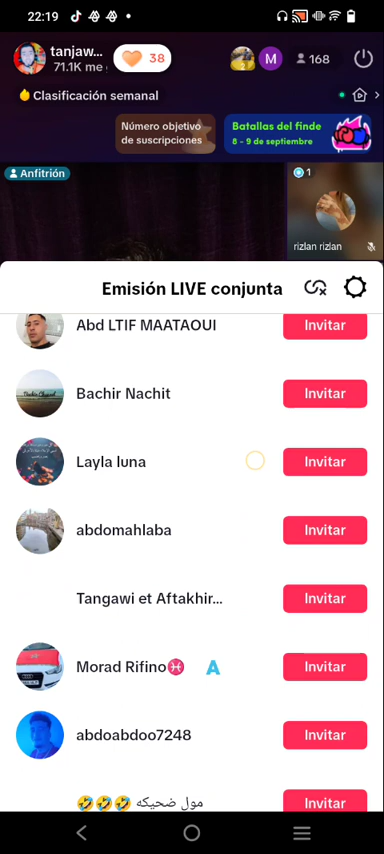 22:19
tanjaw...
71.1K me
38
M
168
Clasificación semanal
Número objetivo
de suscripciones
Batallas del finde
8 - 9 de septiembre
Anfitrión
1
rizlan rizlan
Emisión LIVE conjunta
Abd LTIF MAATAOUI
Invitar
Bachir Nachit
Invitar
Layla luna
Invitar
abdomahlaba
Invitar
Tangawi et Aftakhir...
Invitar
Morad Rifino♓ A
Invitar
abdoabdoo7248
Invitar
مول ضحيكه 🤣🤣🤣
Invitar